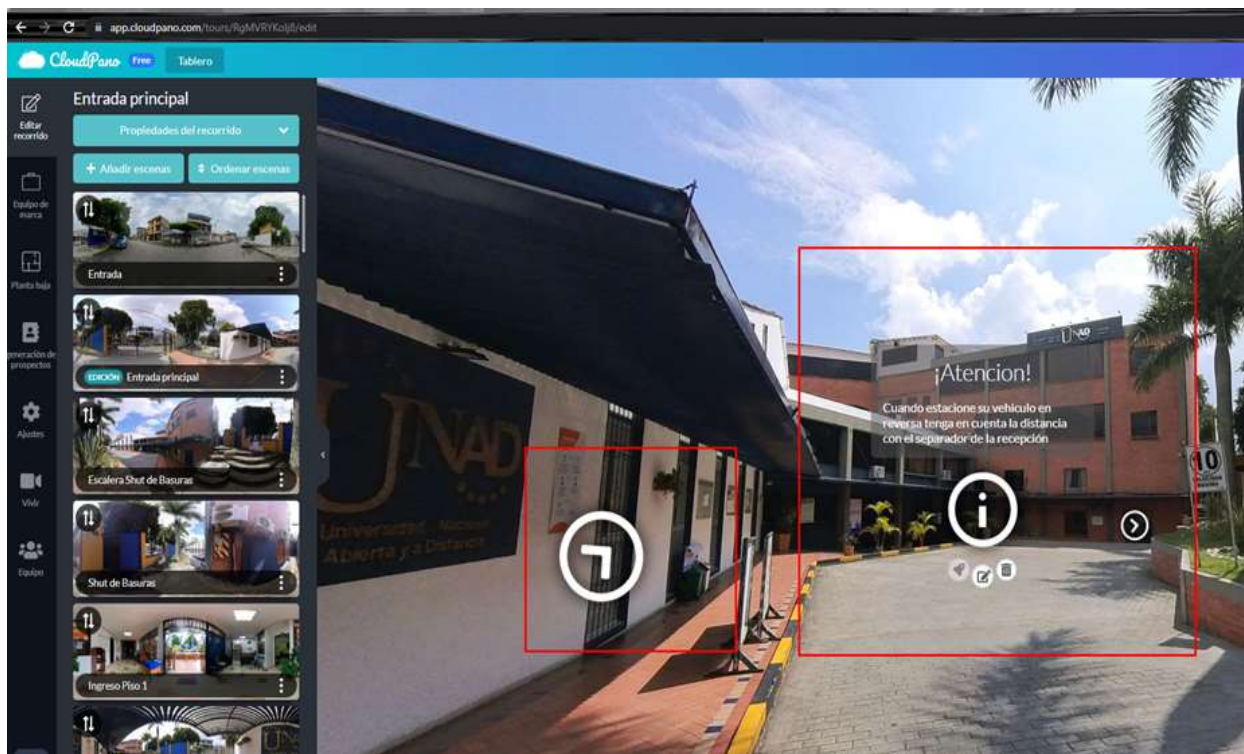 app.cloudpano.com/tours/RgMVRYKolj8/edit
CloudPano Free Tablero
Editar
recorrido
Equipo de
marca
Planta baja
generación de
prospectos
Ajustes
Vivir
Equipo
Entrada principal
Propiedades del recorrido
+ Añadir escenas
Ordenar escenas
Entrada
EDICIÓN Entrada principal
Escalera Shut de Basuras
Shut de Basuras
Ingreso Piso 1
UNAD
Universidad Nacional
Abierta y a Distancia
UNAD
¡Atencion!
Cuando estacione su vehiculo en
reversa tenga en cuenta la distancia
con el separador de la recepción
i
10